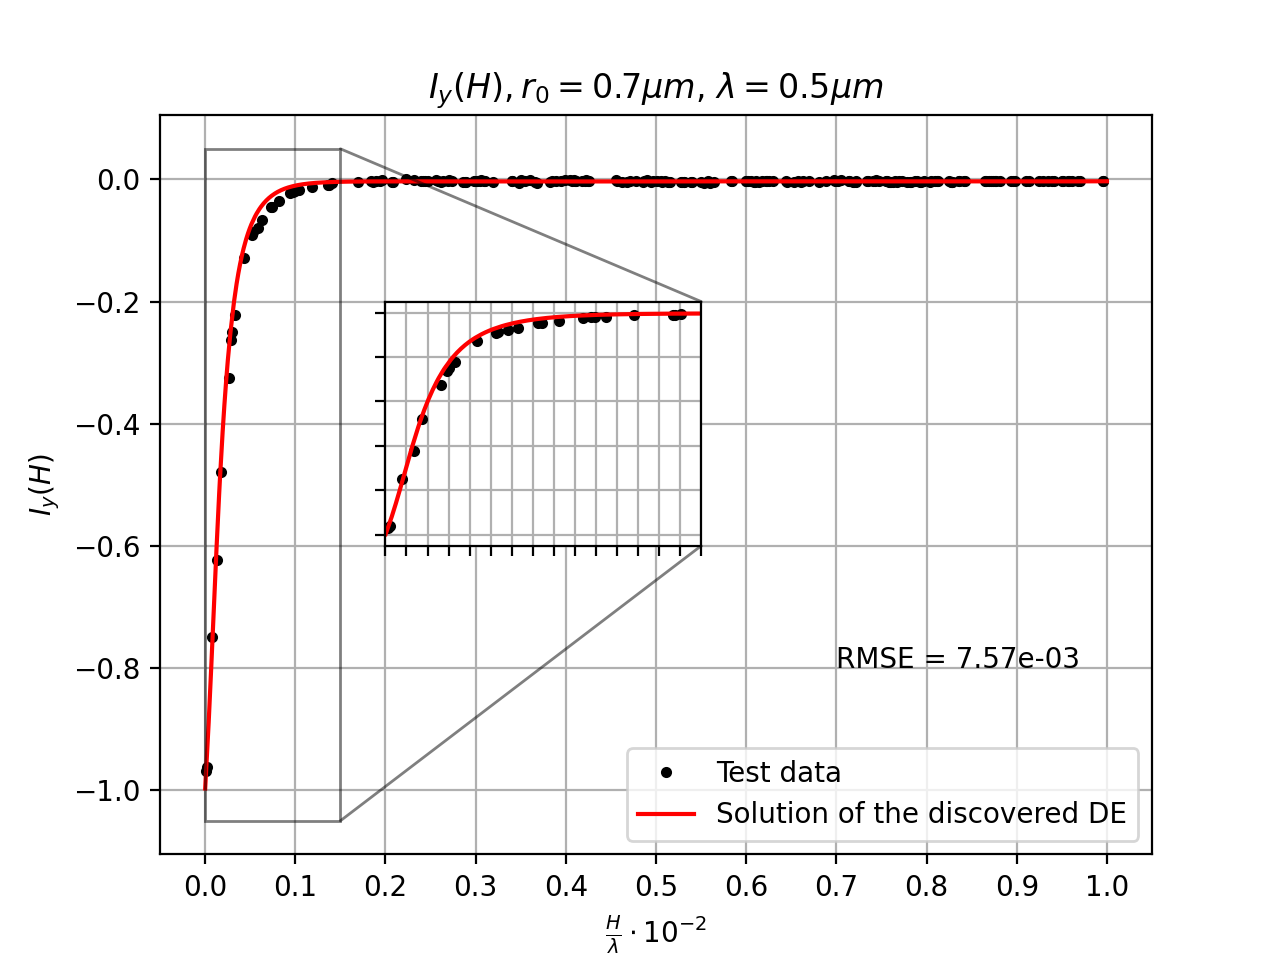 I_y(H), r_0 = 0.7μm, λ = 0.5μm
I_y(H)
0.0
−0.2
−0.4
−0.6
−0.8
−1.0
RMSE = 7.57e-03
Test data
Solution of the discovered DE
0.0 0.1 0.2 0.3 0.4 0.5 0.6 0.7 0.8 0.9 1.0
H/λ · 10^{−2}